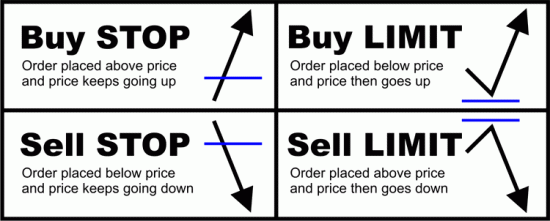 Buy STOP
Order placed above price
and price keeps going up
Buy LIMIT
Order placed below price
and price then goes up
Sell STOP
Order placed below price
and price keeps going down
Sell LIMIT
Order placed above price
and price then goes down